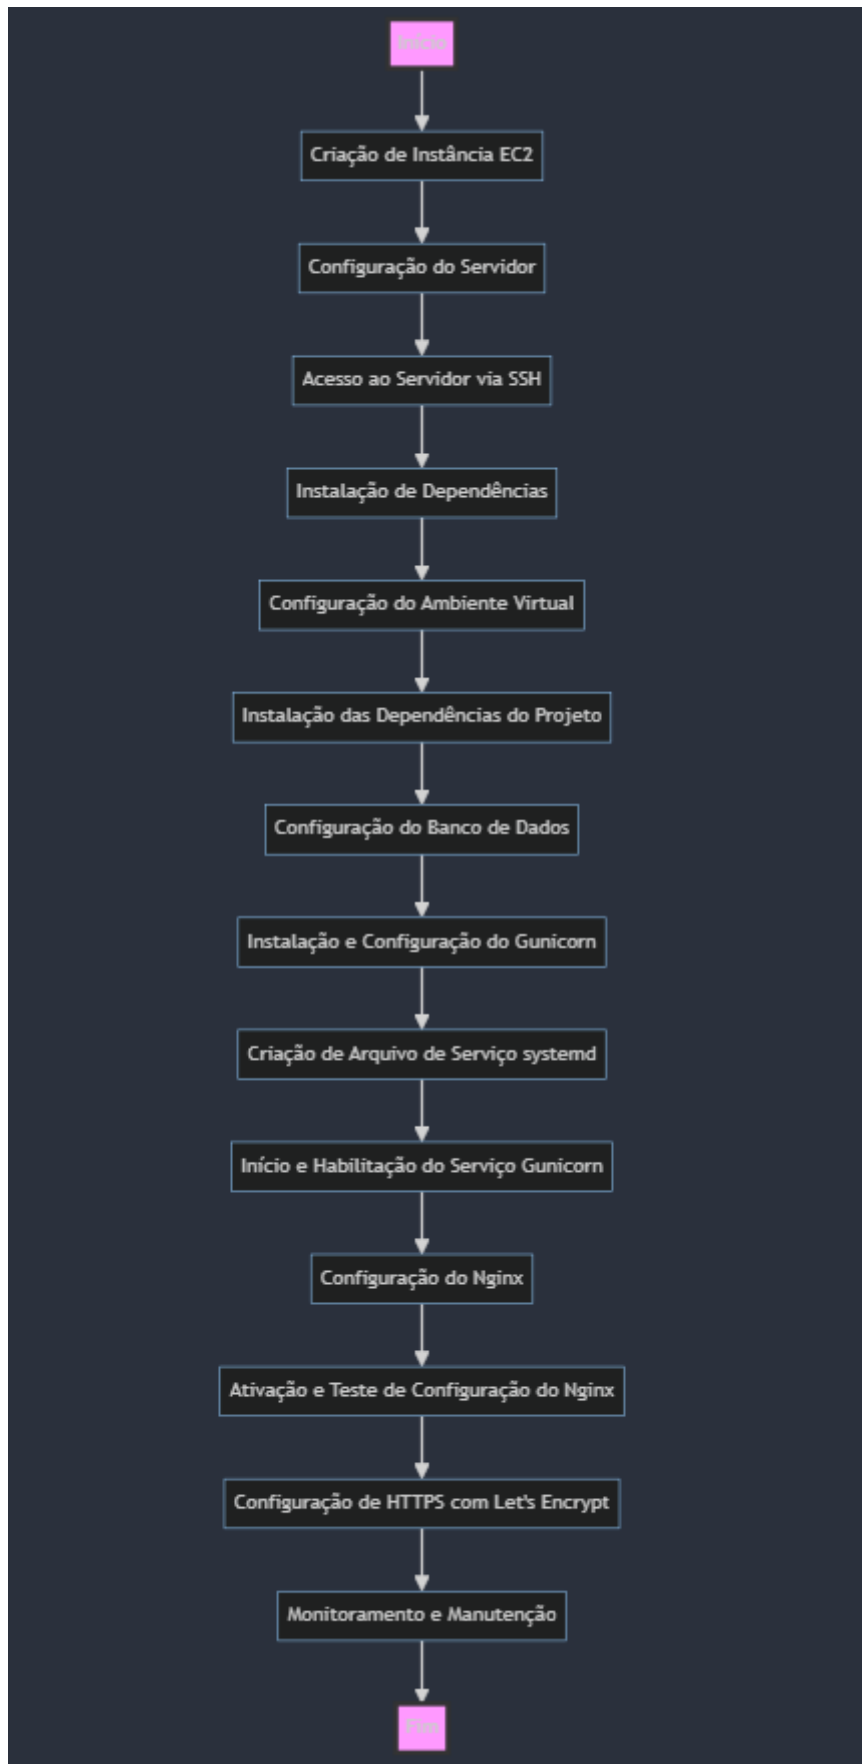 Início
Criação de Instância EC2
Configuração do Servidor
Acesso ao Servidor via SSH
Instalação de Dependências
Configuração do Ambiente Virtual
Instalação das Dependências do Projeto
Configuração do Banco de Dados
Instalação e Configuração do Gunicorn
Criação de Arquivo de Serviço systemd
Início e Habilitação do Serviço Gunicorn
Configuração do Nginx
Ativação e Teste de Configuração do Nginx
Configuração de HTTPS com Let's Encrypt
Monitoramento e Manutenção
Fim